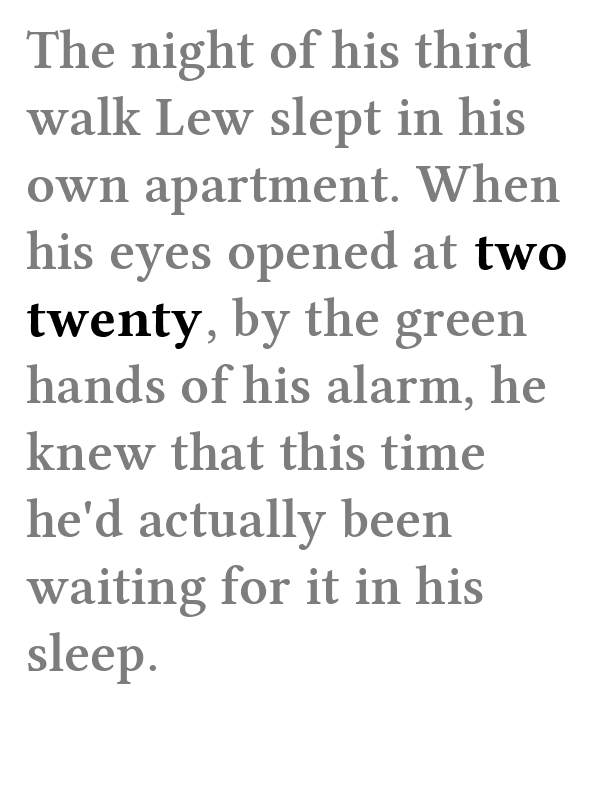 The night of his third
walk Lew slept in his
own apartment. When
his eyes opened at two
twenty, by the green
hands of his alarm, he
knew that this time
he'd actually been
waiting for it in his
sleep.